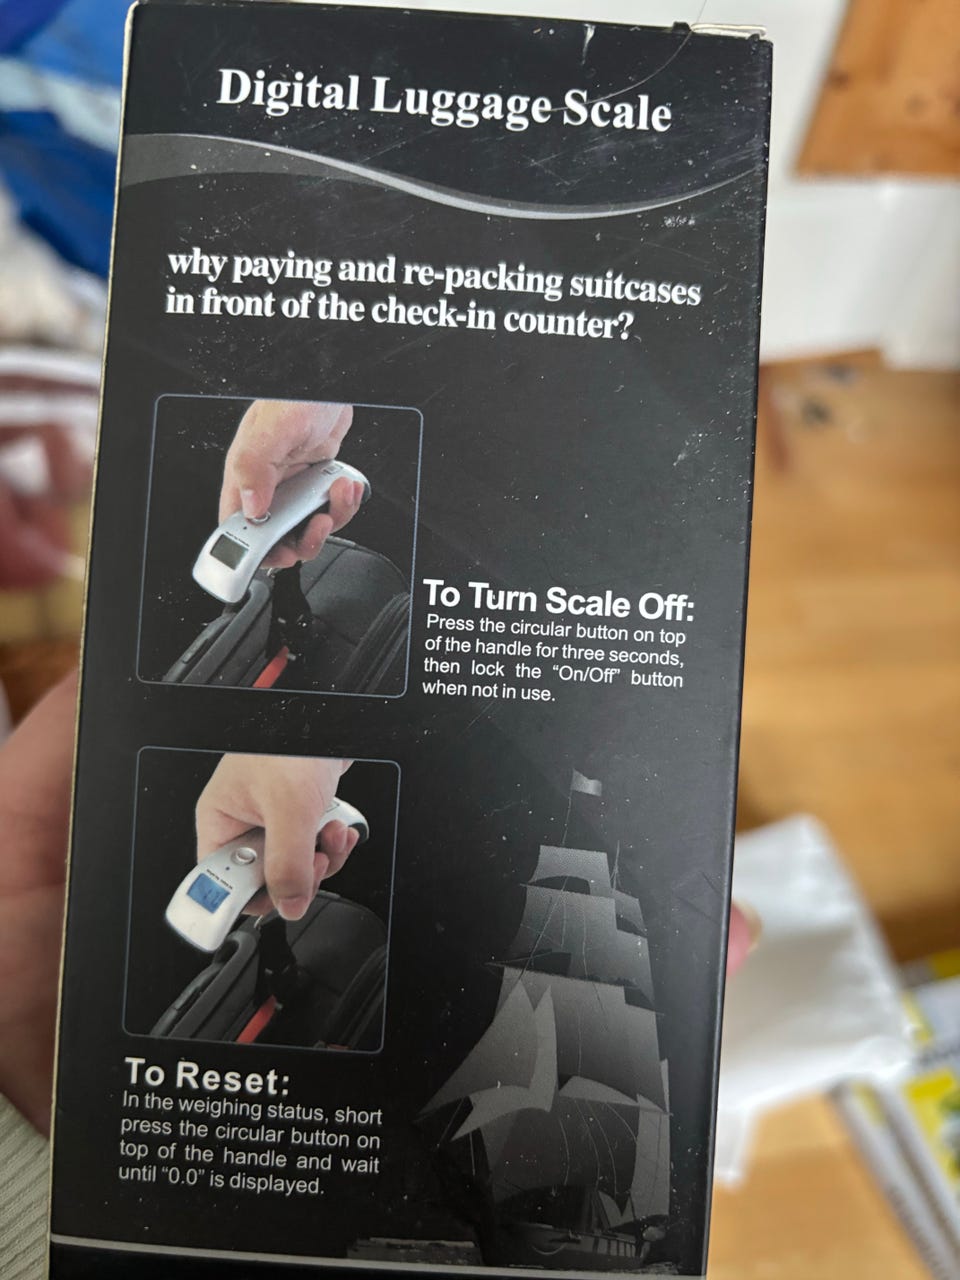 Digital Luggage Scale
why paying and re-packing suitcases
in front of the check-in counter?
To Turn Scale Off:
Press the circular button on top
of the handle for three seconds,
then lock the “On/Off” button
when not in use.
To Reset:
In the weighing status, short
press the circular button on
top of the handle and wait
until “0.0” is displayed.